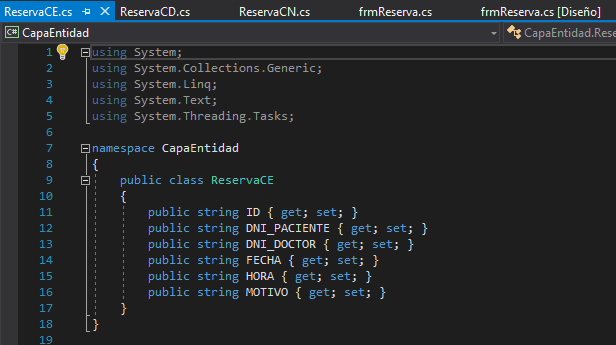 ReservaCE.cs ReservaCD.cs ReservaCN.cs frmReserva.cs frmReserva.cs [Diseño]
C# CapaEntidad CapaEntidad.Rese
1 using System;
2 using System.Collections.Generic;
3 using System.Linq;
4 using System.Text;
5 using System.Threading.Tasks;
6
7 namespace CapaEntidad
8 {
9 public class ReservaCE
10 {
11 public string ID { get; set; }
12 public string DNI_PACIENTE { get; set; }
13 public string DNI_DOCTOR { get; set; }
14 public string FECHA { get; set; }
15 public string HORA { get; set; }
16 public string MOTIVO { get; set; }
17 }
18 }
19